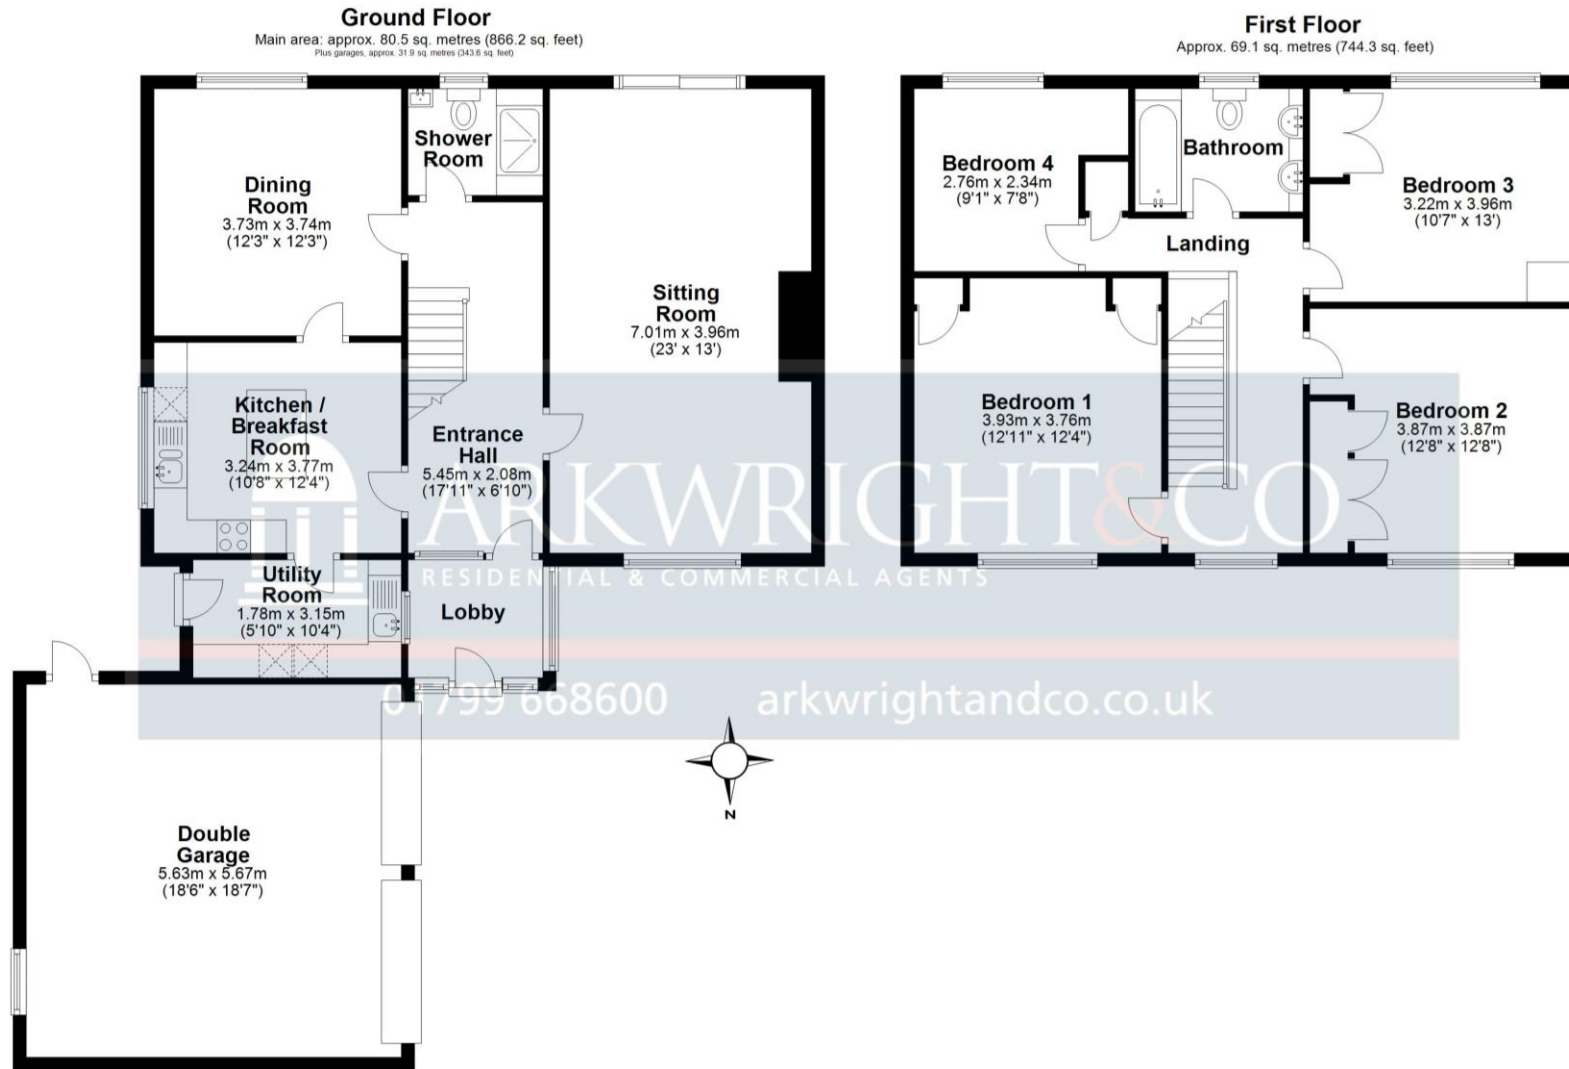 Ground Floor
Main area: approx. 80.5 sq. metres (866.2 sq. feet)
Plus garages, approx. 31.9 sq. metres (343.6 sq. feet)
Dining
Room
3.73m x 3.74m
(12'3" x 12'3")
Shower
Room
Sitting
Room
7.01m x 3.96m
(23' x 13')
Kitchen /
Breakfast
Room
3.24m x 3.77m
(10'8" x 12'4")
Entrance
Hall
5.45m x 2.08m
(17'11" x 6'10")
Utility
Room
1.78m x 3.15m
(5'10" x 10'4")
Lobby
Double
Garage
5.63m x 5.67m
(18'6" x 18'7")
First Floor
Approx. 69.1 sq. metres (744.3 sq. feet)
Bedroom 4
2.76m x 2.34m
(9'1" x 7'8")
Bathroom
Bedroom 3
3.22m x 3.96m
(10'7" x 13')
Landing
Bedroom 1
3.93m x 3.76m
(12'11" x 12'4")
Bedroom 2
3.87m x 3.87m
(12'8" x 12'8")
ARKWRIGHT&CO
RESIDENTIAL & COMMERCIAL AGENTS
01799 668600 arkwrightandco.co.uk
N